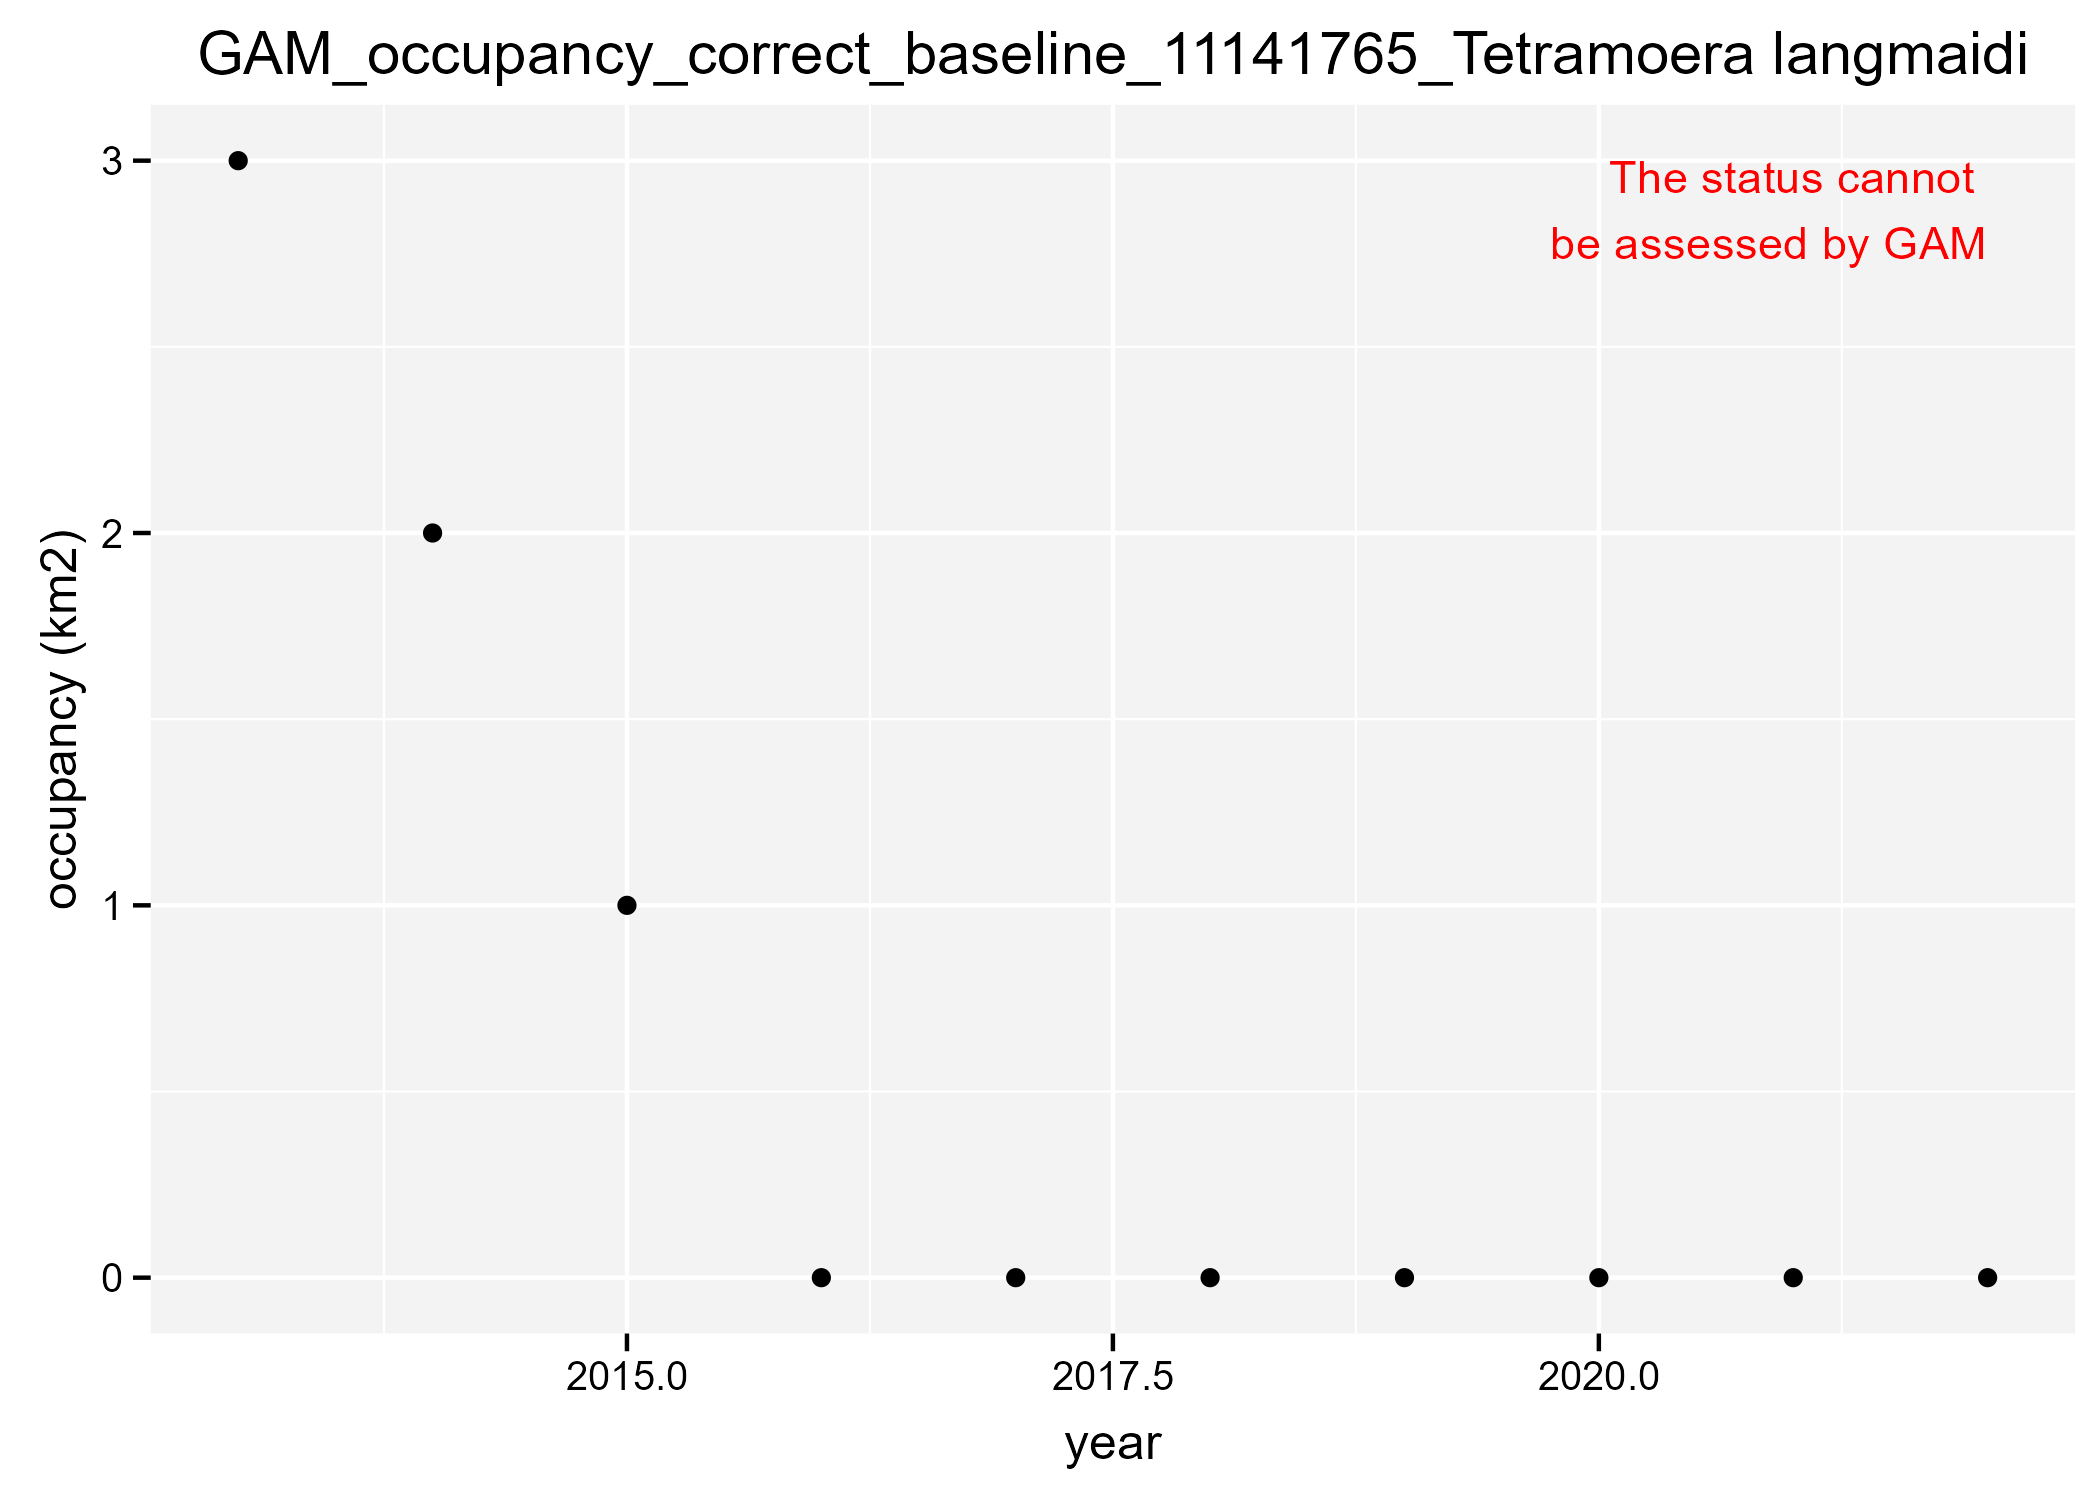 GAM_occupancy_correct_baseline_11141765_Tetramoera langmaidi
The status cannot
be assessed by GAM
occupancy (km2)
3
2
1
0
2015.0
2017.5
2020.0
year